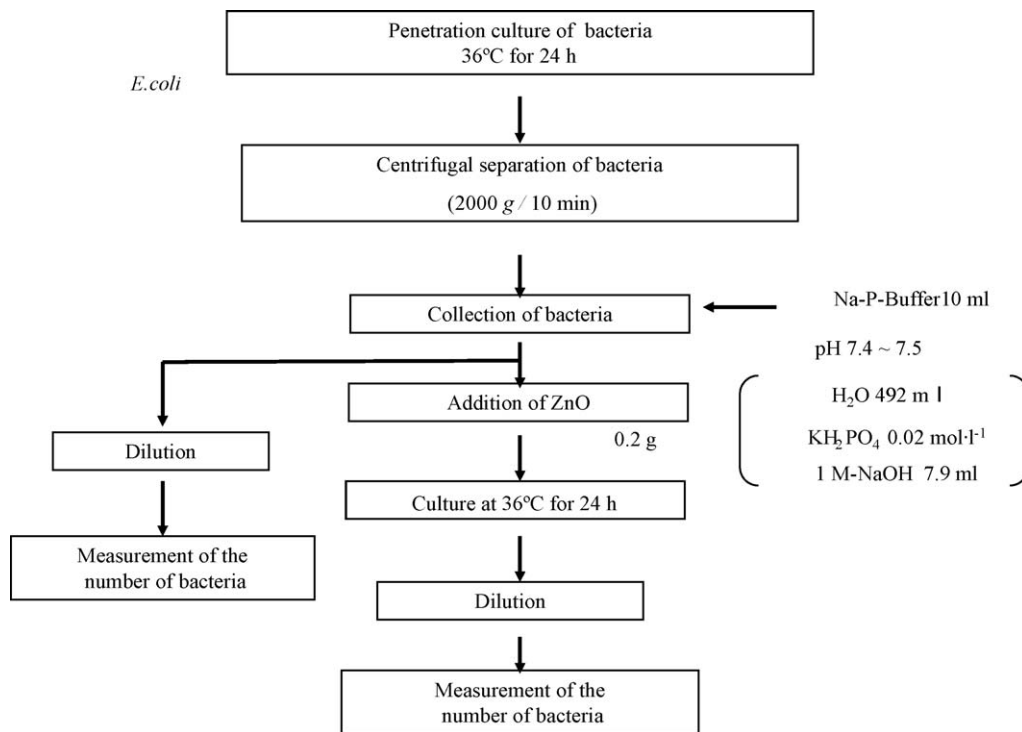 Penetration culture of bacteria
36ºC for 24 h
E.coli
Centrifugal separation of bacteria
(2000 g / 10 min)
Collection of bacteria
Na-P-Buffer10 ml
pH 7.4 ~ 7.5
H₂O 492 m l
KH₂PO₄ 0.02 mol·l⁻¹
1 M-NaOH 7.9 ml
Addition of ZnO
0.2 g
Dilution
Culture at 36ºC for 24 h
Measurement of the
number of bacteria
Dilution
Measurement of the
number of bacteria